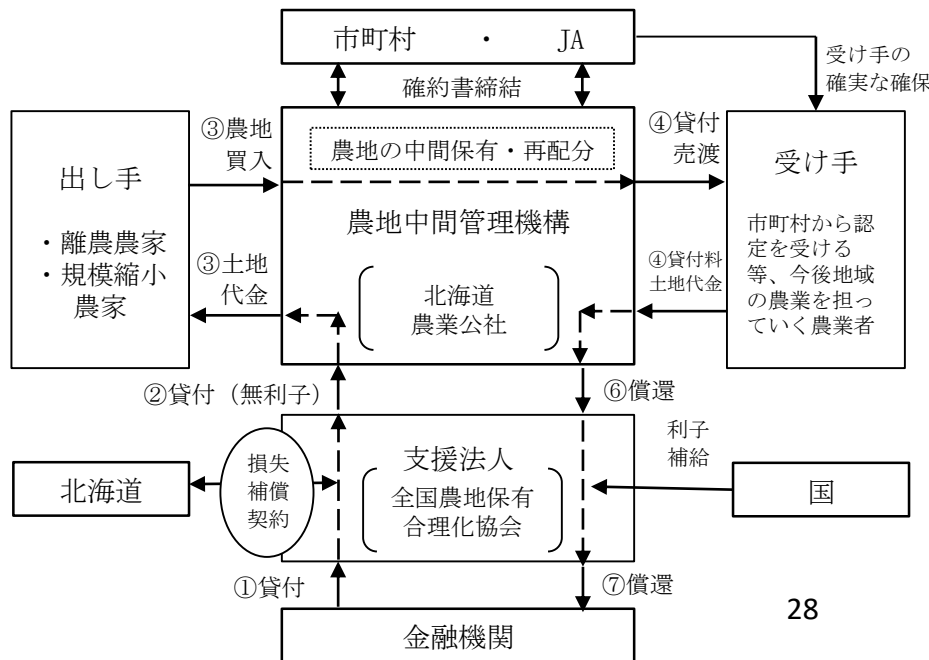 市町村　・　JA
受け手の
確実な確保
確約書締結
③農地
買入
農地の中間保有・再配分
④貸付
売渡
出し手
・離農農家
・規模縮小
農家
農地中間管理機構
受け手
市町村から認
定を受ける
等、今後地域
の農業を担っ
ていく農業者
③土地
代金
北海道
農業公社
④貸付料
土地代金
②貸付（無利子）
⑥償還
北海道
損失
補償
契約
支援法人
全国農地保有
合理化協会
利子
補給
国
①貸付
⑦償還
金融機関
28